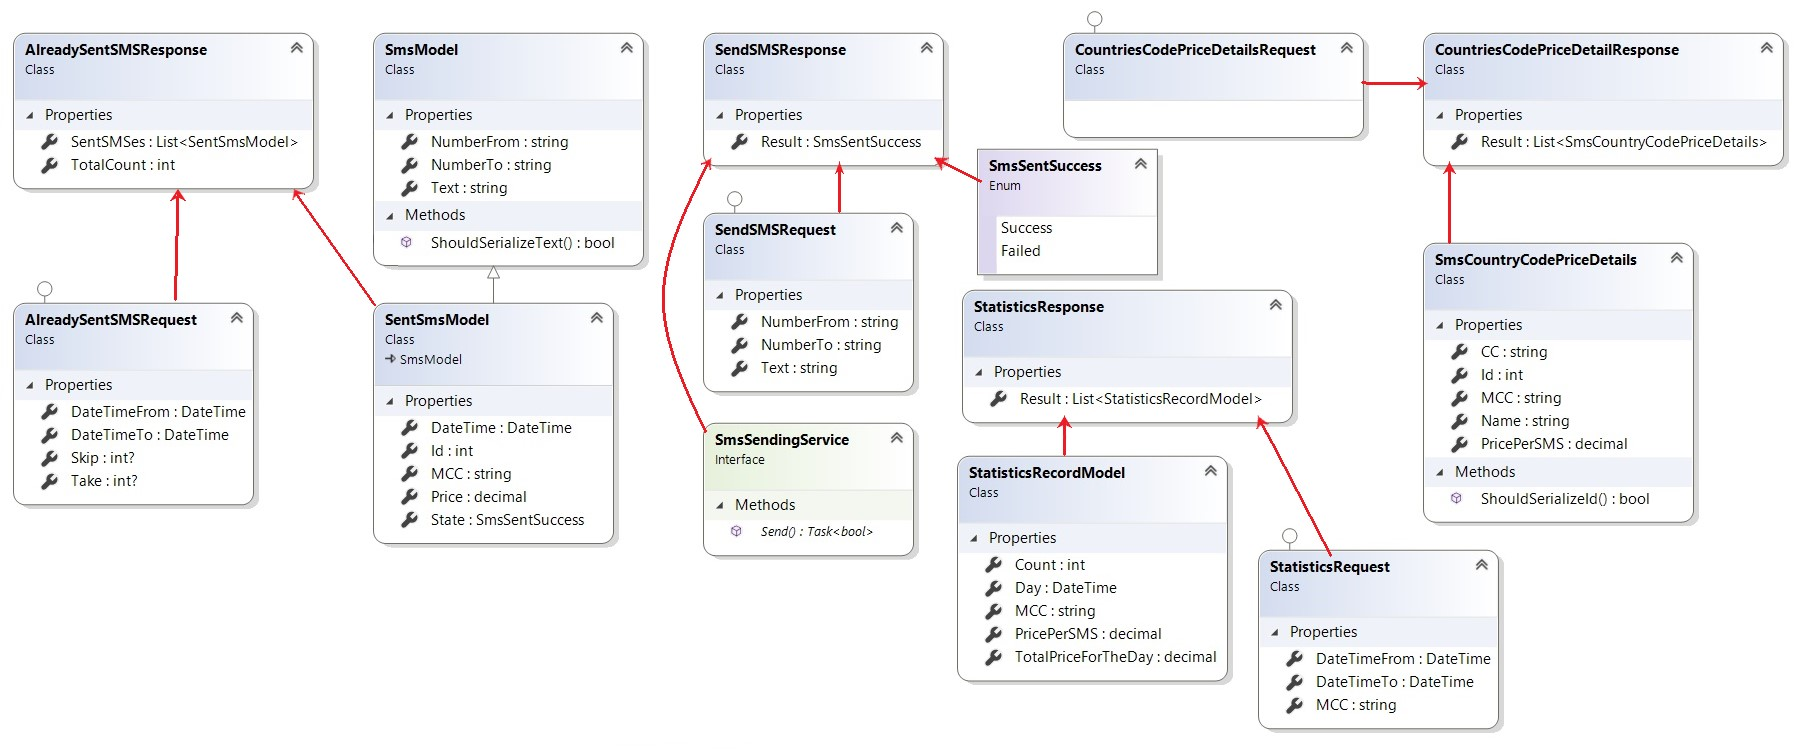 AlreadySentSMSResponse
Class
Properties
SentSMSes : List<SentSmsModel>
TotalCount : int
SmsModel
Class
Properties
NumberFrom : string
NumberTo : string
Text : string
Methods
ShouldSerializeText() : bool
SendSMSResponse
Class
Properties
Result : SmsSentSuccess
CountriesCodePriceDetailsRequest
Class
CountriesCodePriceDetailResponse
Class
Properties
Result : List<SmsCountryCodePriceDetails>
SmsSentSuccess
Enum
Success
Failed
SendSMSRequest
Class
Properties
NumberFrom : string
NumberTo : string
Text : string
SmsCountryCodePriceDetails
Class
Properties
CC : string
Id : int
MCC : string
Name : string
PricePerSMS : decimal
Methods
ShouldSerializeId() : bool
AlreadySentSMSRequest
Class
Properties
DateTimeFrom : DateTime
DateTimeTo : DateTime
Skip : int?
Take : int?
SentSmsModel
Class
SmsModel
Properties
DateTime : DateTime
Id : int
MCC : string
Price : decimal
State : SmsSentSuccess
StatisticsResponse
Class
Properties
Result : List<StatisticsRecordModel>
SmsSendingService
Interface
Methods
Send() : Task<bool>
StatisticsRecordModel
Class
Properties
Count : int
Day : DateTime
MCC : string
PricePerSMS : decimal
TotalPriceForTheDay : decimal
StatisticsRequest
Class
Properties
DateTimeFrom : DateTime
DateTimeTo : DateTime
MCC : string